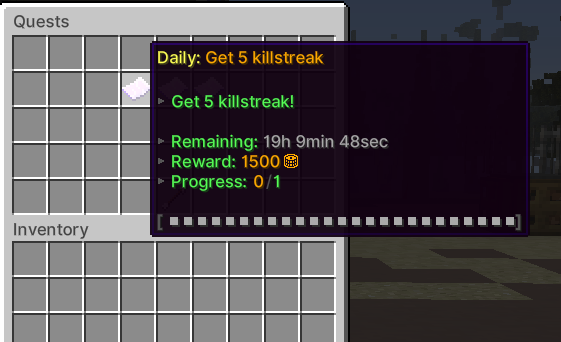 Quests
Daily: Get 5 killstreak
▸ Get 5 killstreak!
▸ Remaining: 19h 9min 48sec
▸ Reward: 1500
▸ Progress: 0/1
[ ■■■■■■■■■■■■■■■■■■■■■■■■■ ]
Inventory